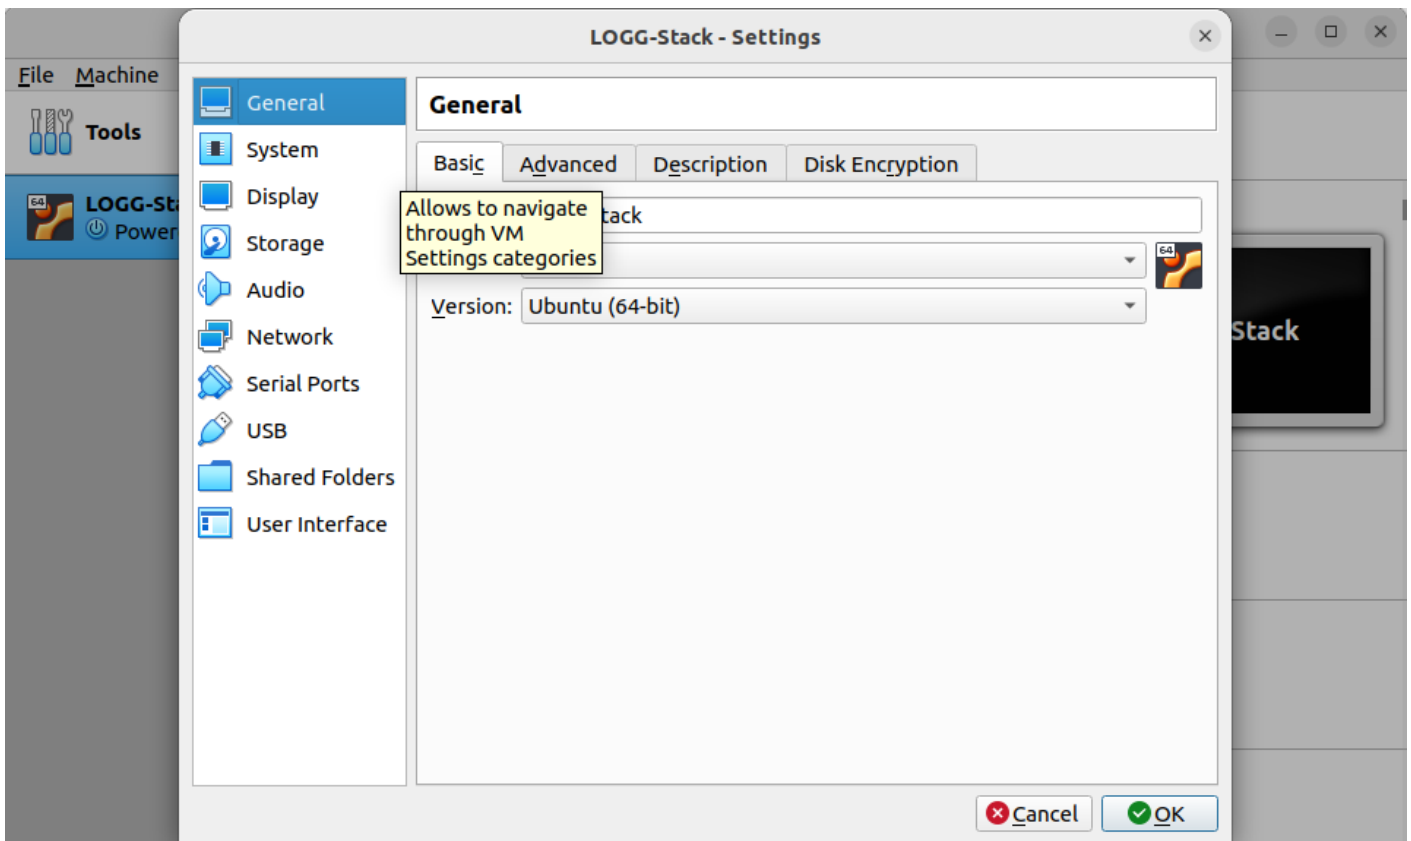 LOGG-Stack - Settings
File Machine
Tools
64
LOGG-Sta
Power
General
System
Display
Storage
Audio
Network
Serial Ports
USB
Shared Folders
User Interface
General
Basic Advanced Description Disk Encryption
tack
Allows to navigate
through VM
Settings categories
64
Version: Ubuntu (64-bit)
Stack
Cancel OK